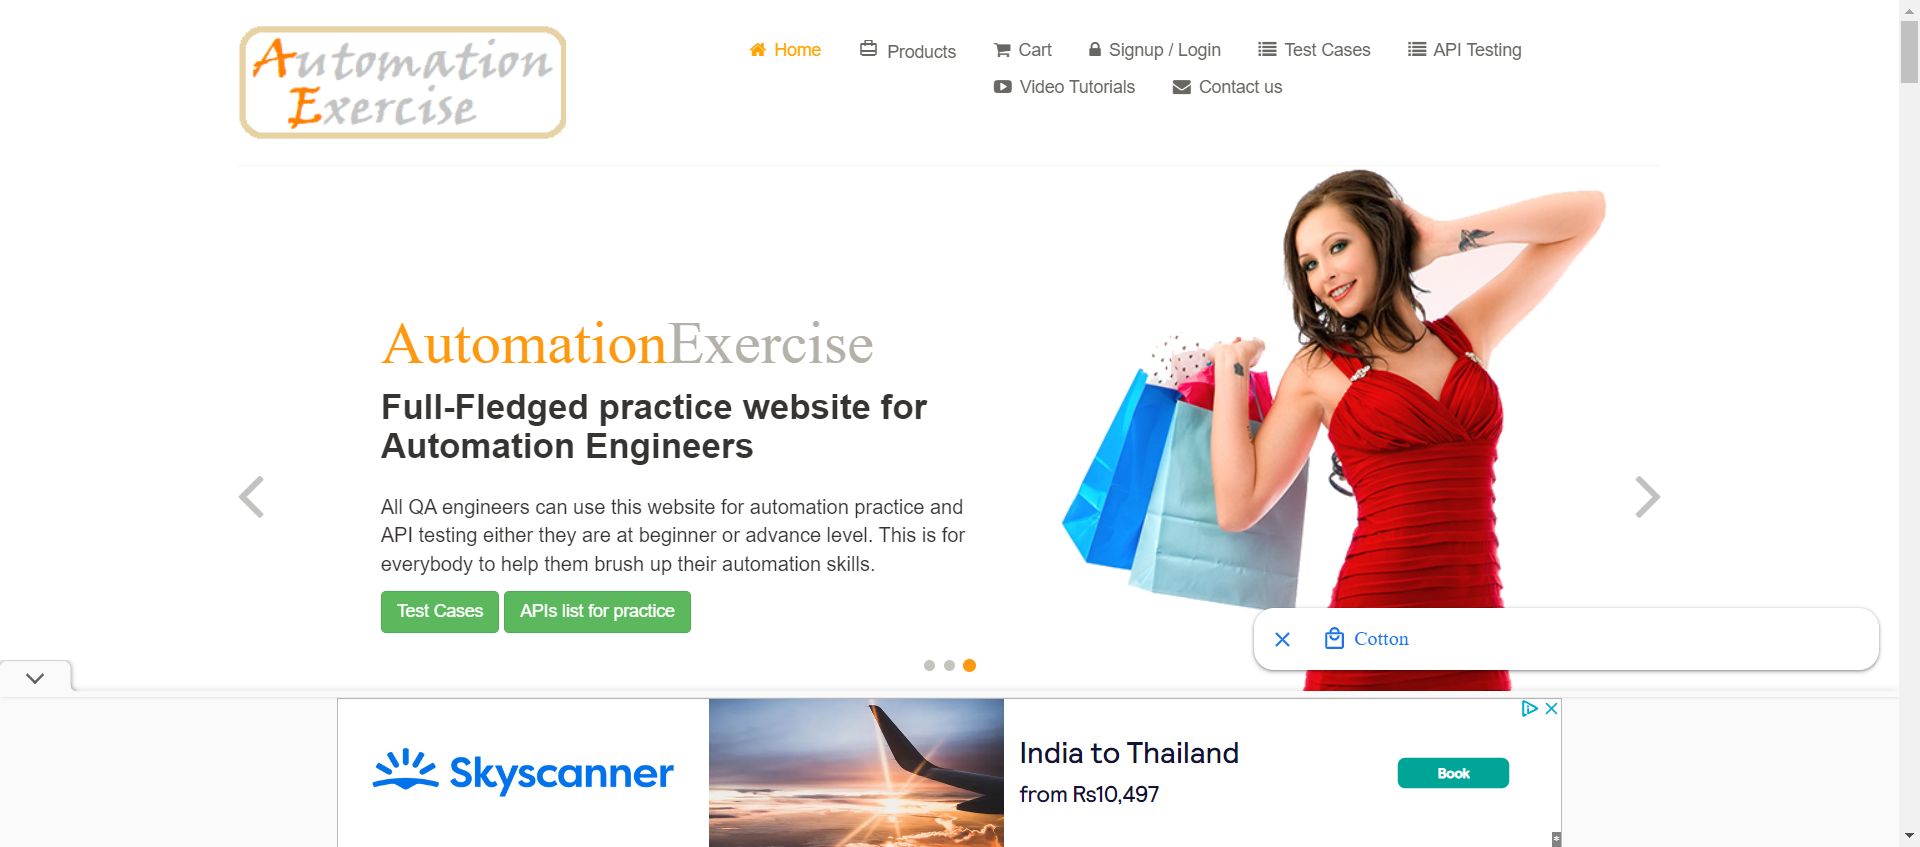 Automation
Exercise
Home
Products
Cart
Signup / Login
Test Cases
API Testing
Video Tutorials
Contact us
AutomationExercise
Full-Fledged practice website for
Automation Engineers
All QA engineers can use this website for automation practice and
API testing either they are at beginner or advance level. This is for
everybody to help them brush up their automation skills.
Test Cases
APIs list for practice
Cotton
Skyscanner
India to Thailand
from Rs10,497
Book